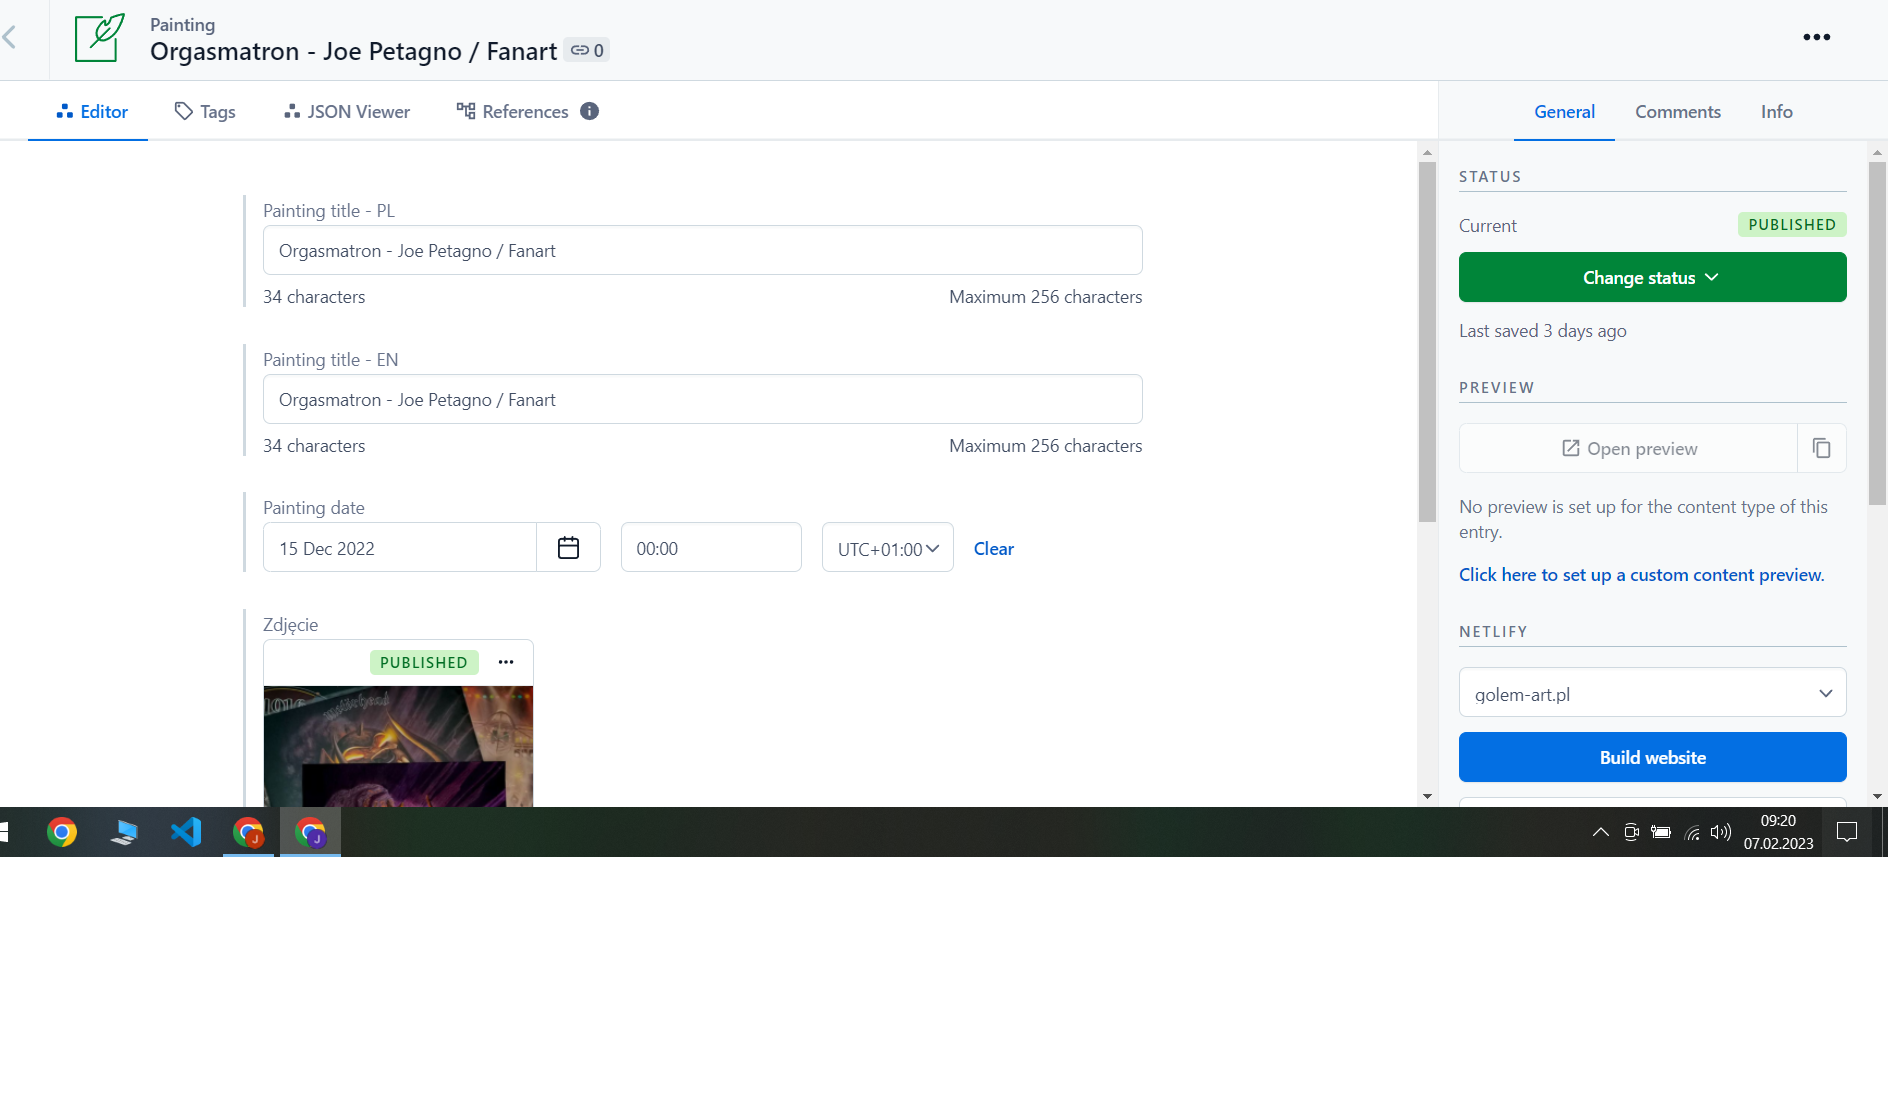 Painting
Orgasmatron - Joe Petagno / Fanart 0
Editor Tags JSON Viewer References
General Comments Info
Painting title - PL
Orgasmatron - Joe Petagno / Fanart
34 characters Maximum 256 characters
Painting title - EN
Orgasmatron - Joe Petagno / Fanart
34 characters Maximum 256 characters
Painting date
15 Dec 2022 00:00 UTC+01:00 Clear
Zdjęcie
PUBLISHED
Motörhead
STATUS
Current PUBLISHED
Change status
Last saved 3 days ago
PREVIEW
Open preview
No preview is set up for the content type of this
entry.
Click here to set up a custom content preview.
NETLIFY
golem-art.pl
Build website
J
J
09:20
07.02.2023